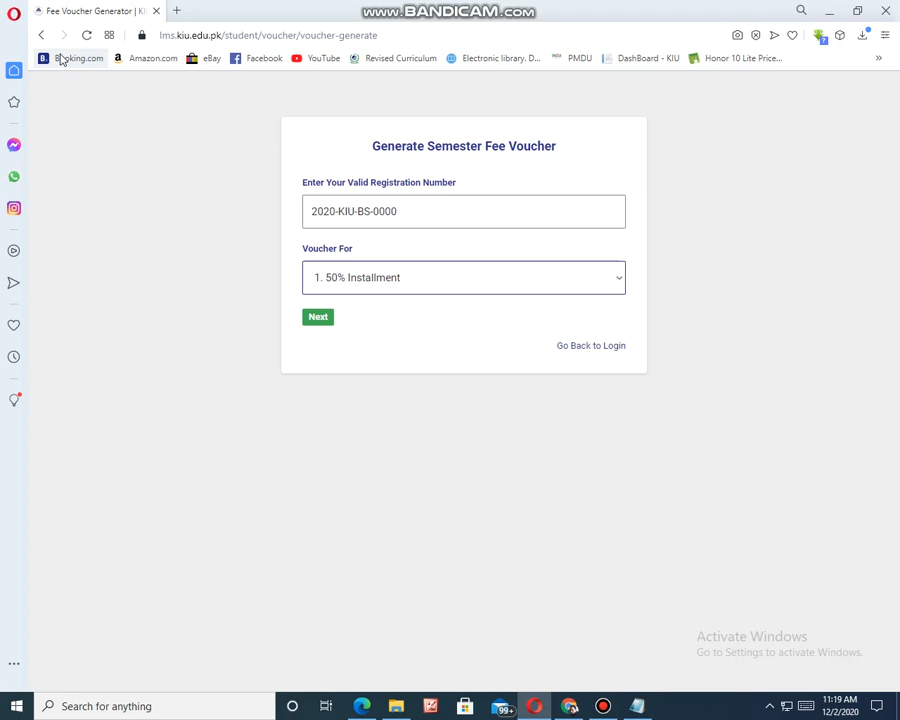 Fee Voucher Generator | KI
www.BANDICAM.com
lms.kiu.edu.pk/student/voucher/voucher-generate
B. Booking.com
Amazon.com
eBay
Facebook
YouTube
Revised Curriculum
Electronic library. D...
PMDU
DashBoard - KIU
Honor 10 Lite Price...
Generate Semester Fee Voucher
Enter Your Valid Registration Number
2020-KIU-BS-0000
Voucher For
1. 50% Installment
Next
Go Back to Login
Activate Windows
Go to Settings to activate Windows.
Search for anything
99+
11:19 AM
12/2/2020